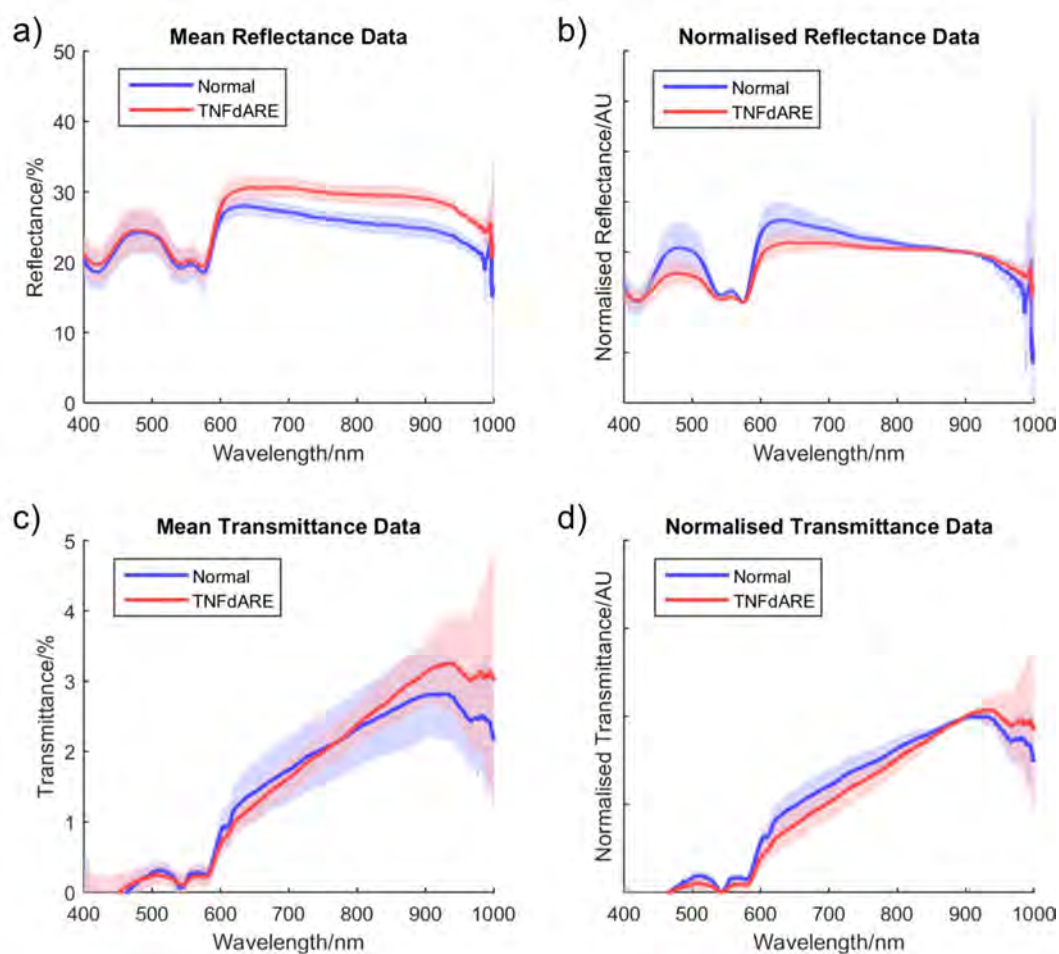 a)
Mean Reflectance Data
50
40
30
20
10
0
Reflectance/%
Normal
TNFdARE
400 500 600 700 800 900 1000
Wavelength/nm
b)
Normalised Reflectance Data
Normalised Reflectance/AU
Normal
TNFdARE
400 500 600 700 800 900 1000
Wavelength/nm
c)
Mean Transmittance Data
5
4
3
2
1
0
Transmittance/%
Normal
TNFdARE
400 500 600 700 800 900 1000
Wavelength/nm
d)
Normalised Transmittance Data
Normalised Transmittance/AU
Normal
TNFdARE
400 500 600 700 800 900 1000
Wavelength/nm